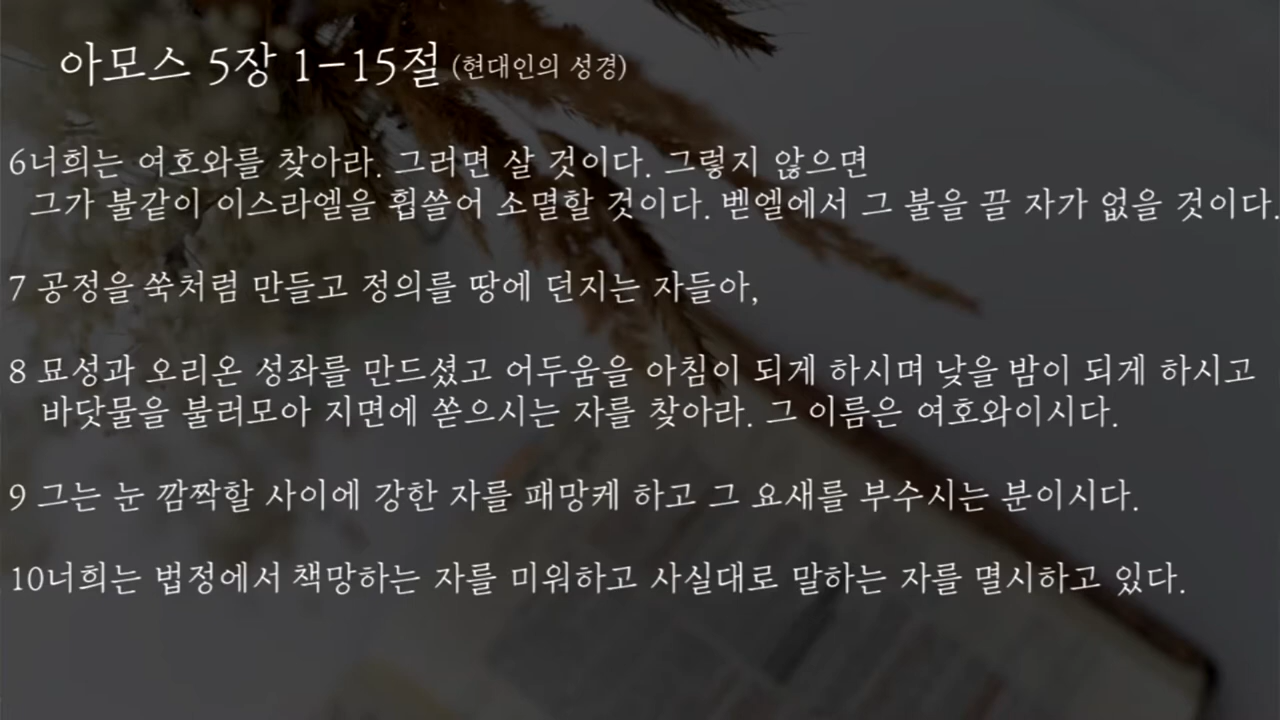 아모스 5장 1-15절 (현대인의 성경)
6너희는 여호와를 찾아라. 그러면 살 것이다. 그렇지 않으면
그가 불같이 이스라엘을 휩쓸어 소멸할 것이다. 벧엘에서 그 불을 끌 자가 없을 것이다.
7 공정을 쑥처럼 만들고 정의를 땅에 던지는 자들아,
8 묘성과 오리온 성좌를 만드셨고 어두움을 아침이 되게 하시며 낮을 밤이 되게 하시고
바닷물을 불러모아 지면에 쏟으시는 자를 찾아라. 그 이름은 여호와이시다.
9 그는 눈 깜짝할 사이에 강한 자를 패망케 하고 그 요새를 부수시는 분이시다.
10너희는 법정에서 책망하는 자를 미워하고 사실대로 말하는 자를 멸시하고 있다.